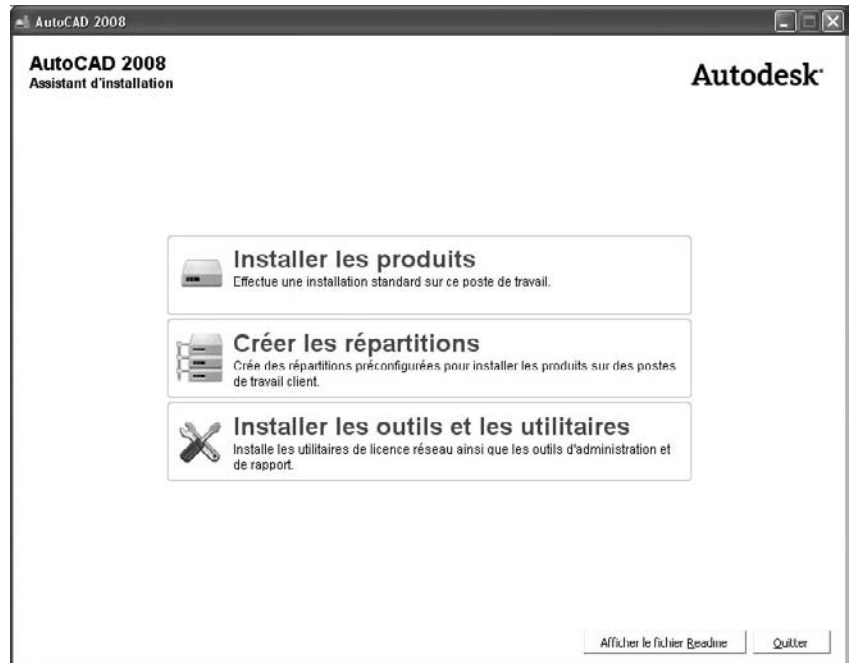 AutoCAD 2008
AutoCAD 2008
Assistant d'installation
Autodesk
Installer les produits
Effectue une installation standard sur ce poste de travail.
Créer les répartitions
Crée des répartitions préconfigurées pour installer les produits sur des postes
de travail client.
Installer les outils et les utilitaires
Installe les utilitaires de licence réseau ainsi que les outils d'administration et
de rapport.
Afficher le fichier Readme
Quitter